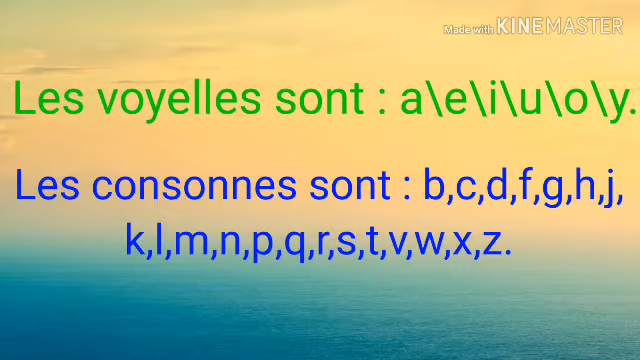 Made with KINEMASTER
Les voyelles sont : a\e\i\u\o\y.
Les consonnes sont : b,c,d,f,g,h,j,
k,l,m,n,p,q,r,s,t,v,w,x,z.